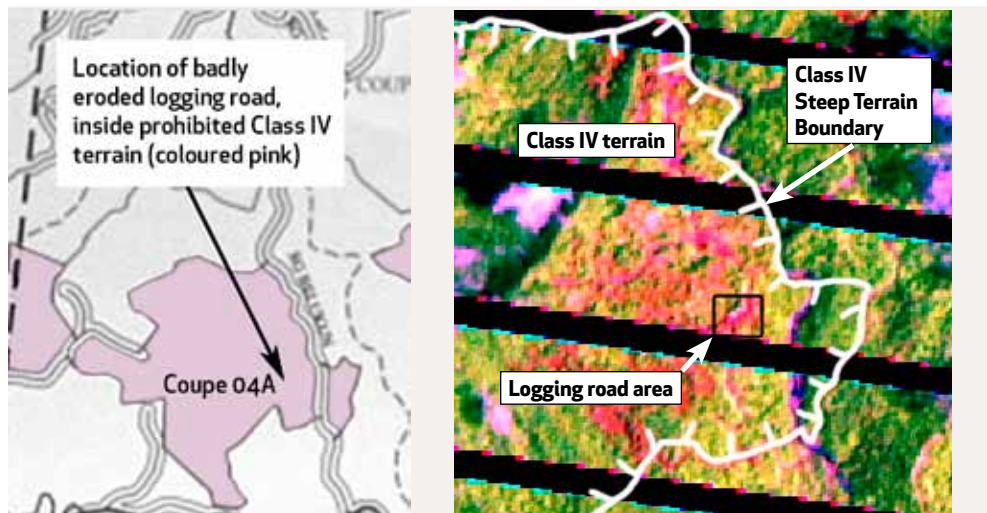 Location of badly
eroded logging road,
inside prohibited Class IV
terrain (coloured pink)
COUP
Coupe 04A
Class IV
Steep Terrain
Boundary
Class IV terrain
Logging road area